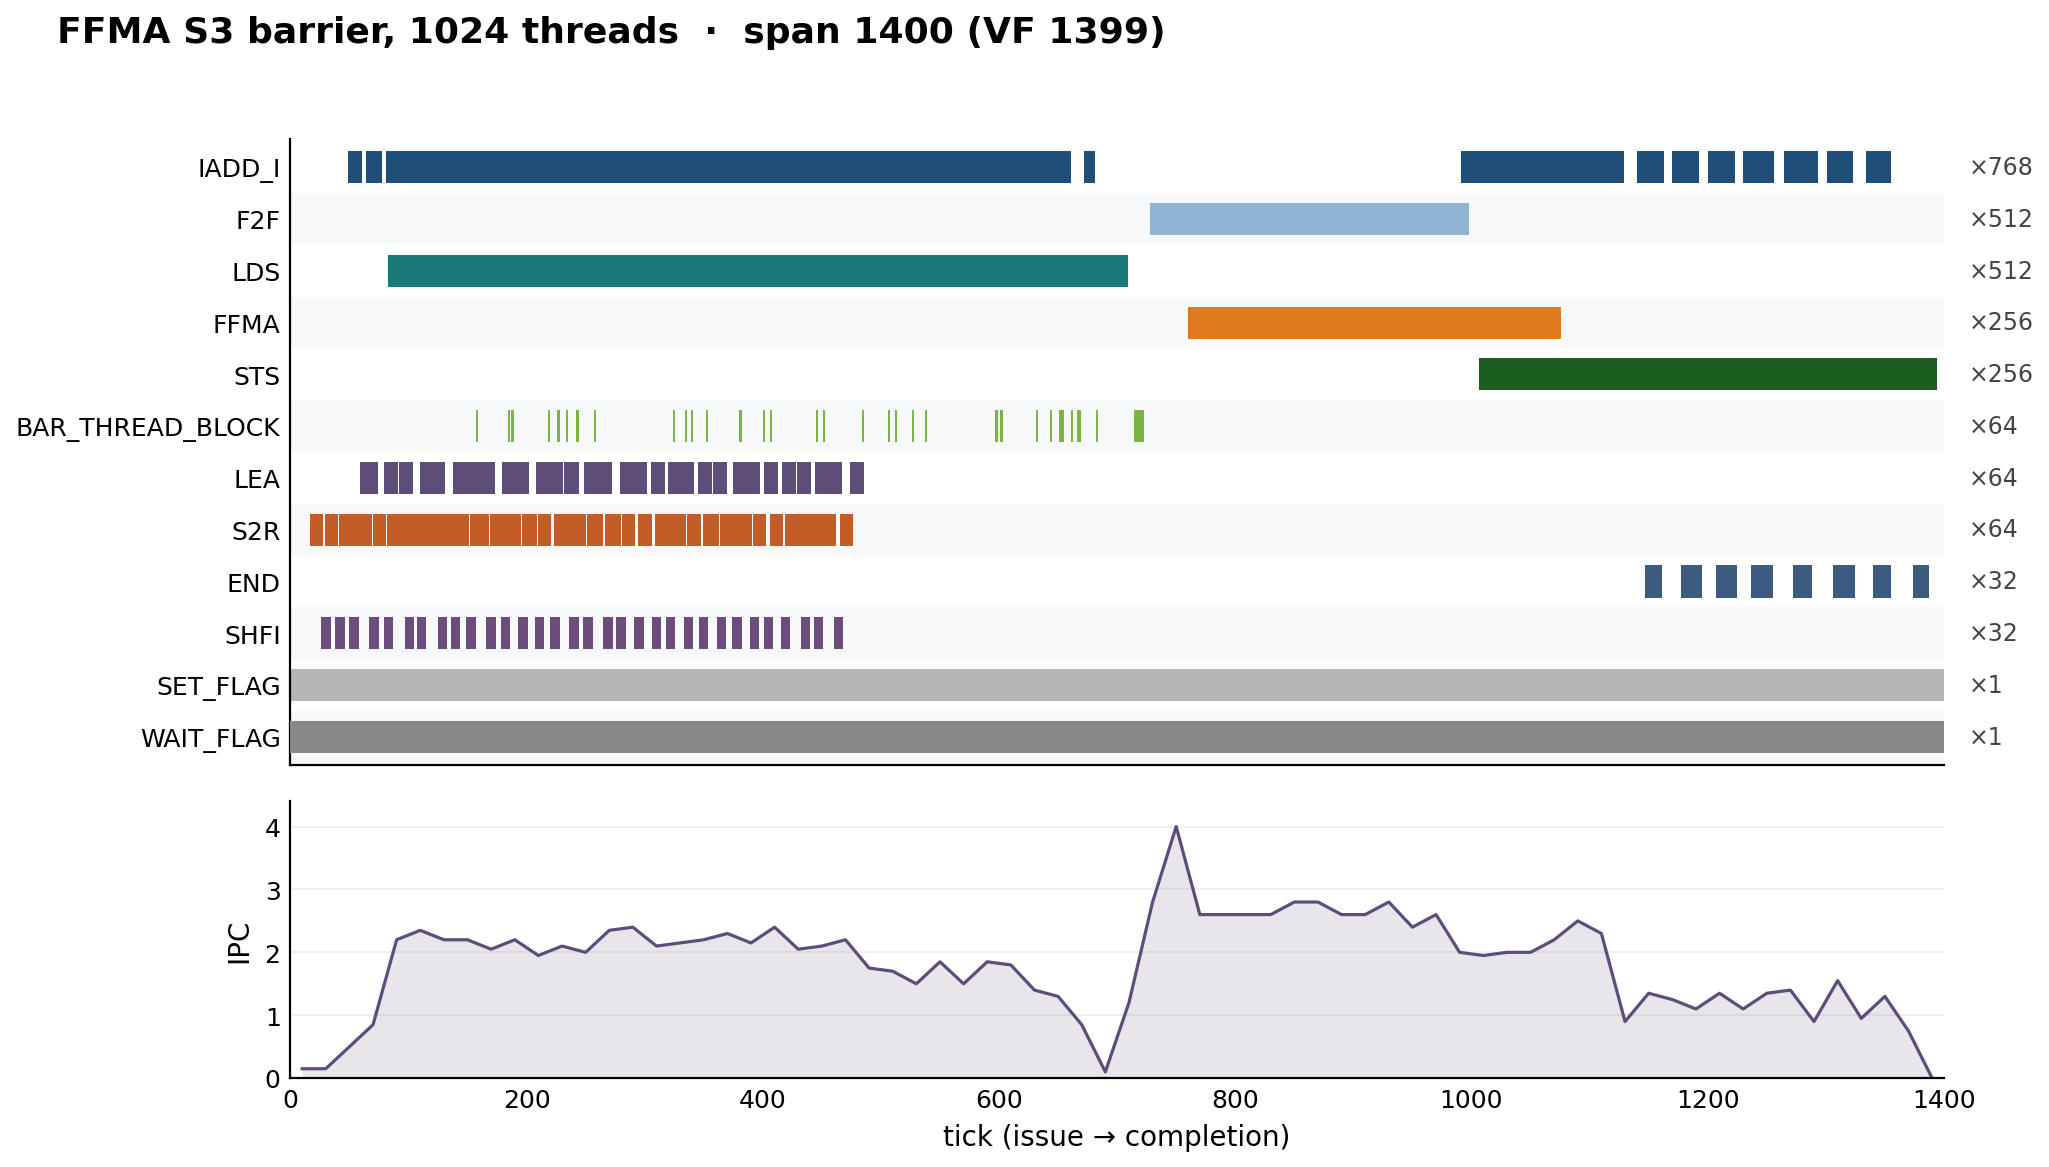 FFMA S3 barrier, 1024 threads · span 1400 (VF 1399)
IADD_I ×768
F2F ×512
LDS ×512
FFMA ×256
STS ×256
BAR_THREAD_BLOCK ×64
LEA ×64
S2R ×64
END ×32
SHFI ×32
SET_FLAG ×1
WAIT_FLAG ×1
4
3
2
1
0
IPC
0 200 400 600 800 1000 1200 1400
tick (issue → completion)